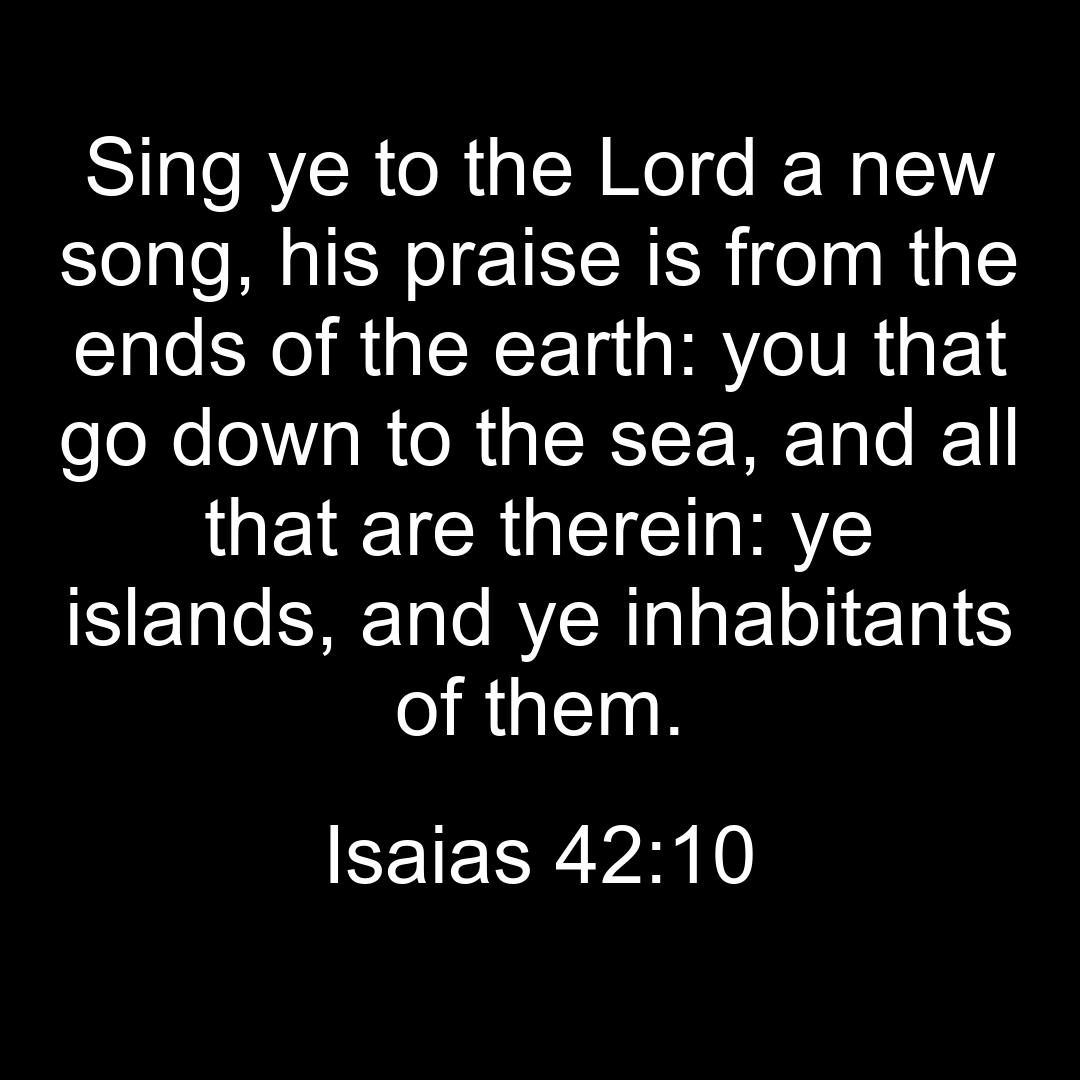 Sing ye to the Lord a new
song, his praise is from the
ends of the earth: you that
go down to the sea, and all
that are therein: ye
islands, and ye inhabitants
of them.
Isaias 42:10